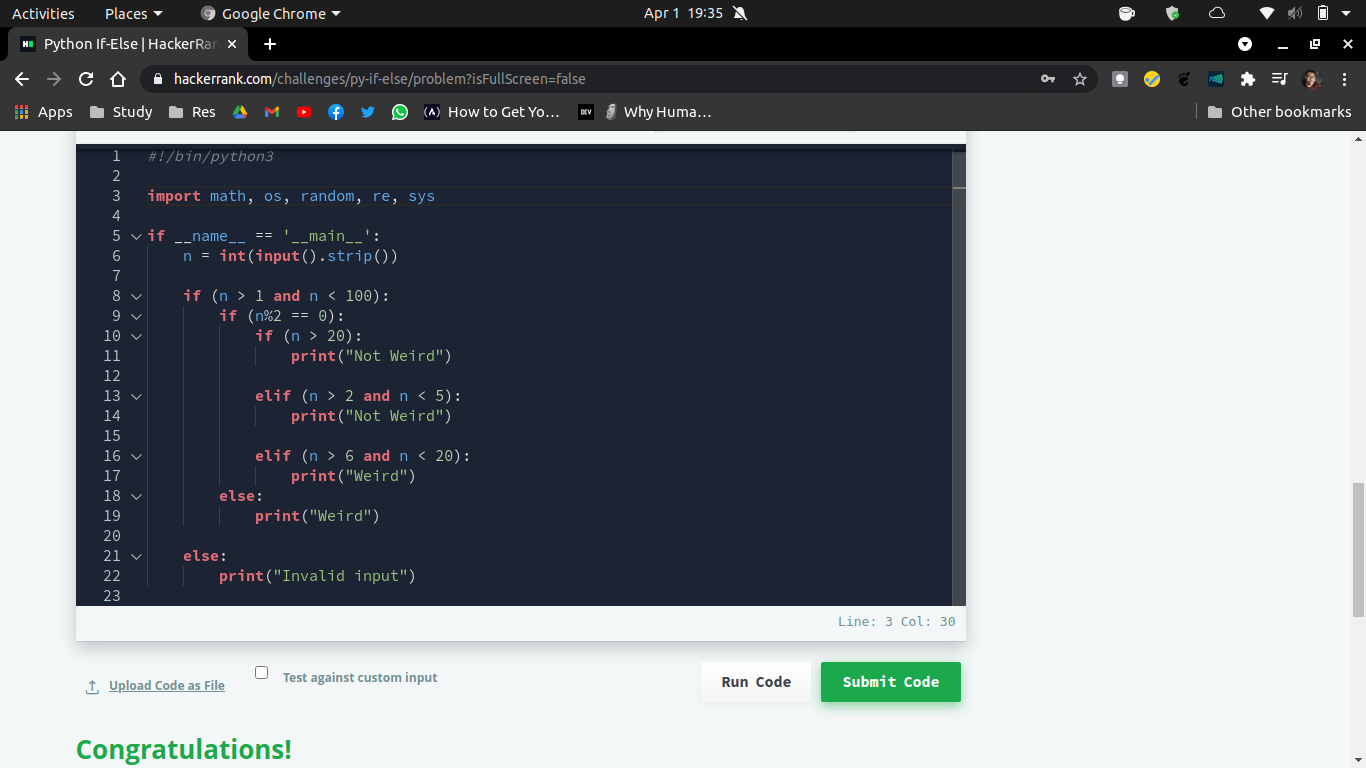 Activities Places Google Chrome Apr 1 19:35
Python If-Else | HackerRan
hackerrank.com/challenges/py-if-else/problem?isFullScreen=false
Apps Study Res How to Get Yo… DEV Why Huma… Other bookmarks
1 #!/bin/python3
2
3 import math, os, random, re, sys
4
5 if __name__ == '__main__':
6 n = int(input().strip())
7
8 if (n > 1 and n < 100):
9 if (n%2 == 0):
10 if (n > 20):
11 print("Not Weird")
12
13 elif (n > 2 and n < 5):
14 print("Not Weird")
15
16 elif (n > 6 and n < 20):
17 print("Weird")
18 else:
19 print("Weird")
20
21 else:
22 print("Invalid input")
23
Line: 3 Col: 30
Upload Code as File Test against custom input Run Code Submit Code
Congratulations!